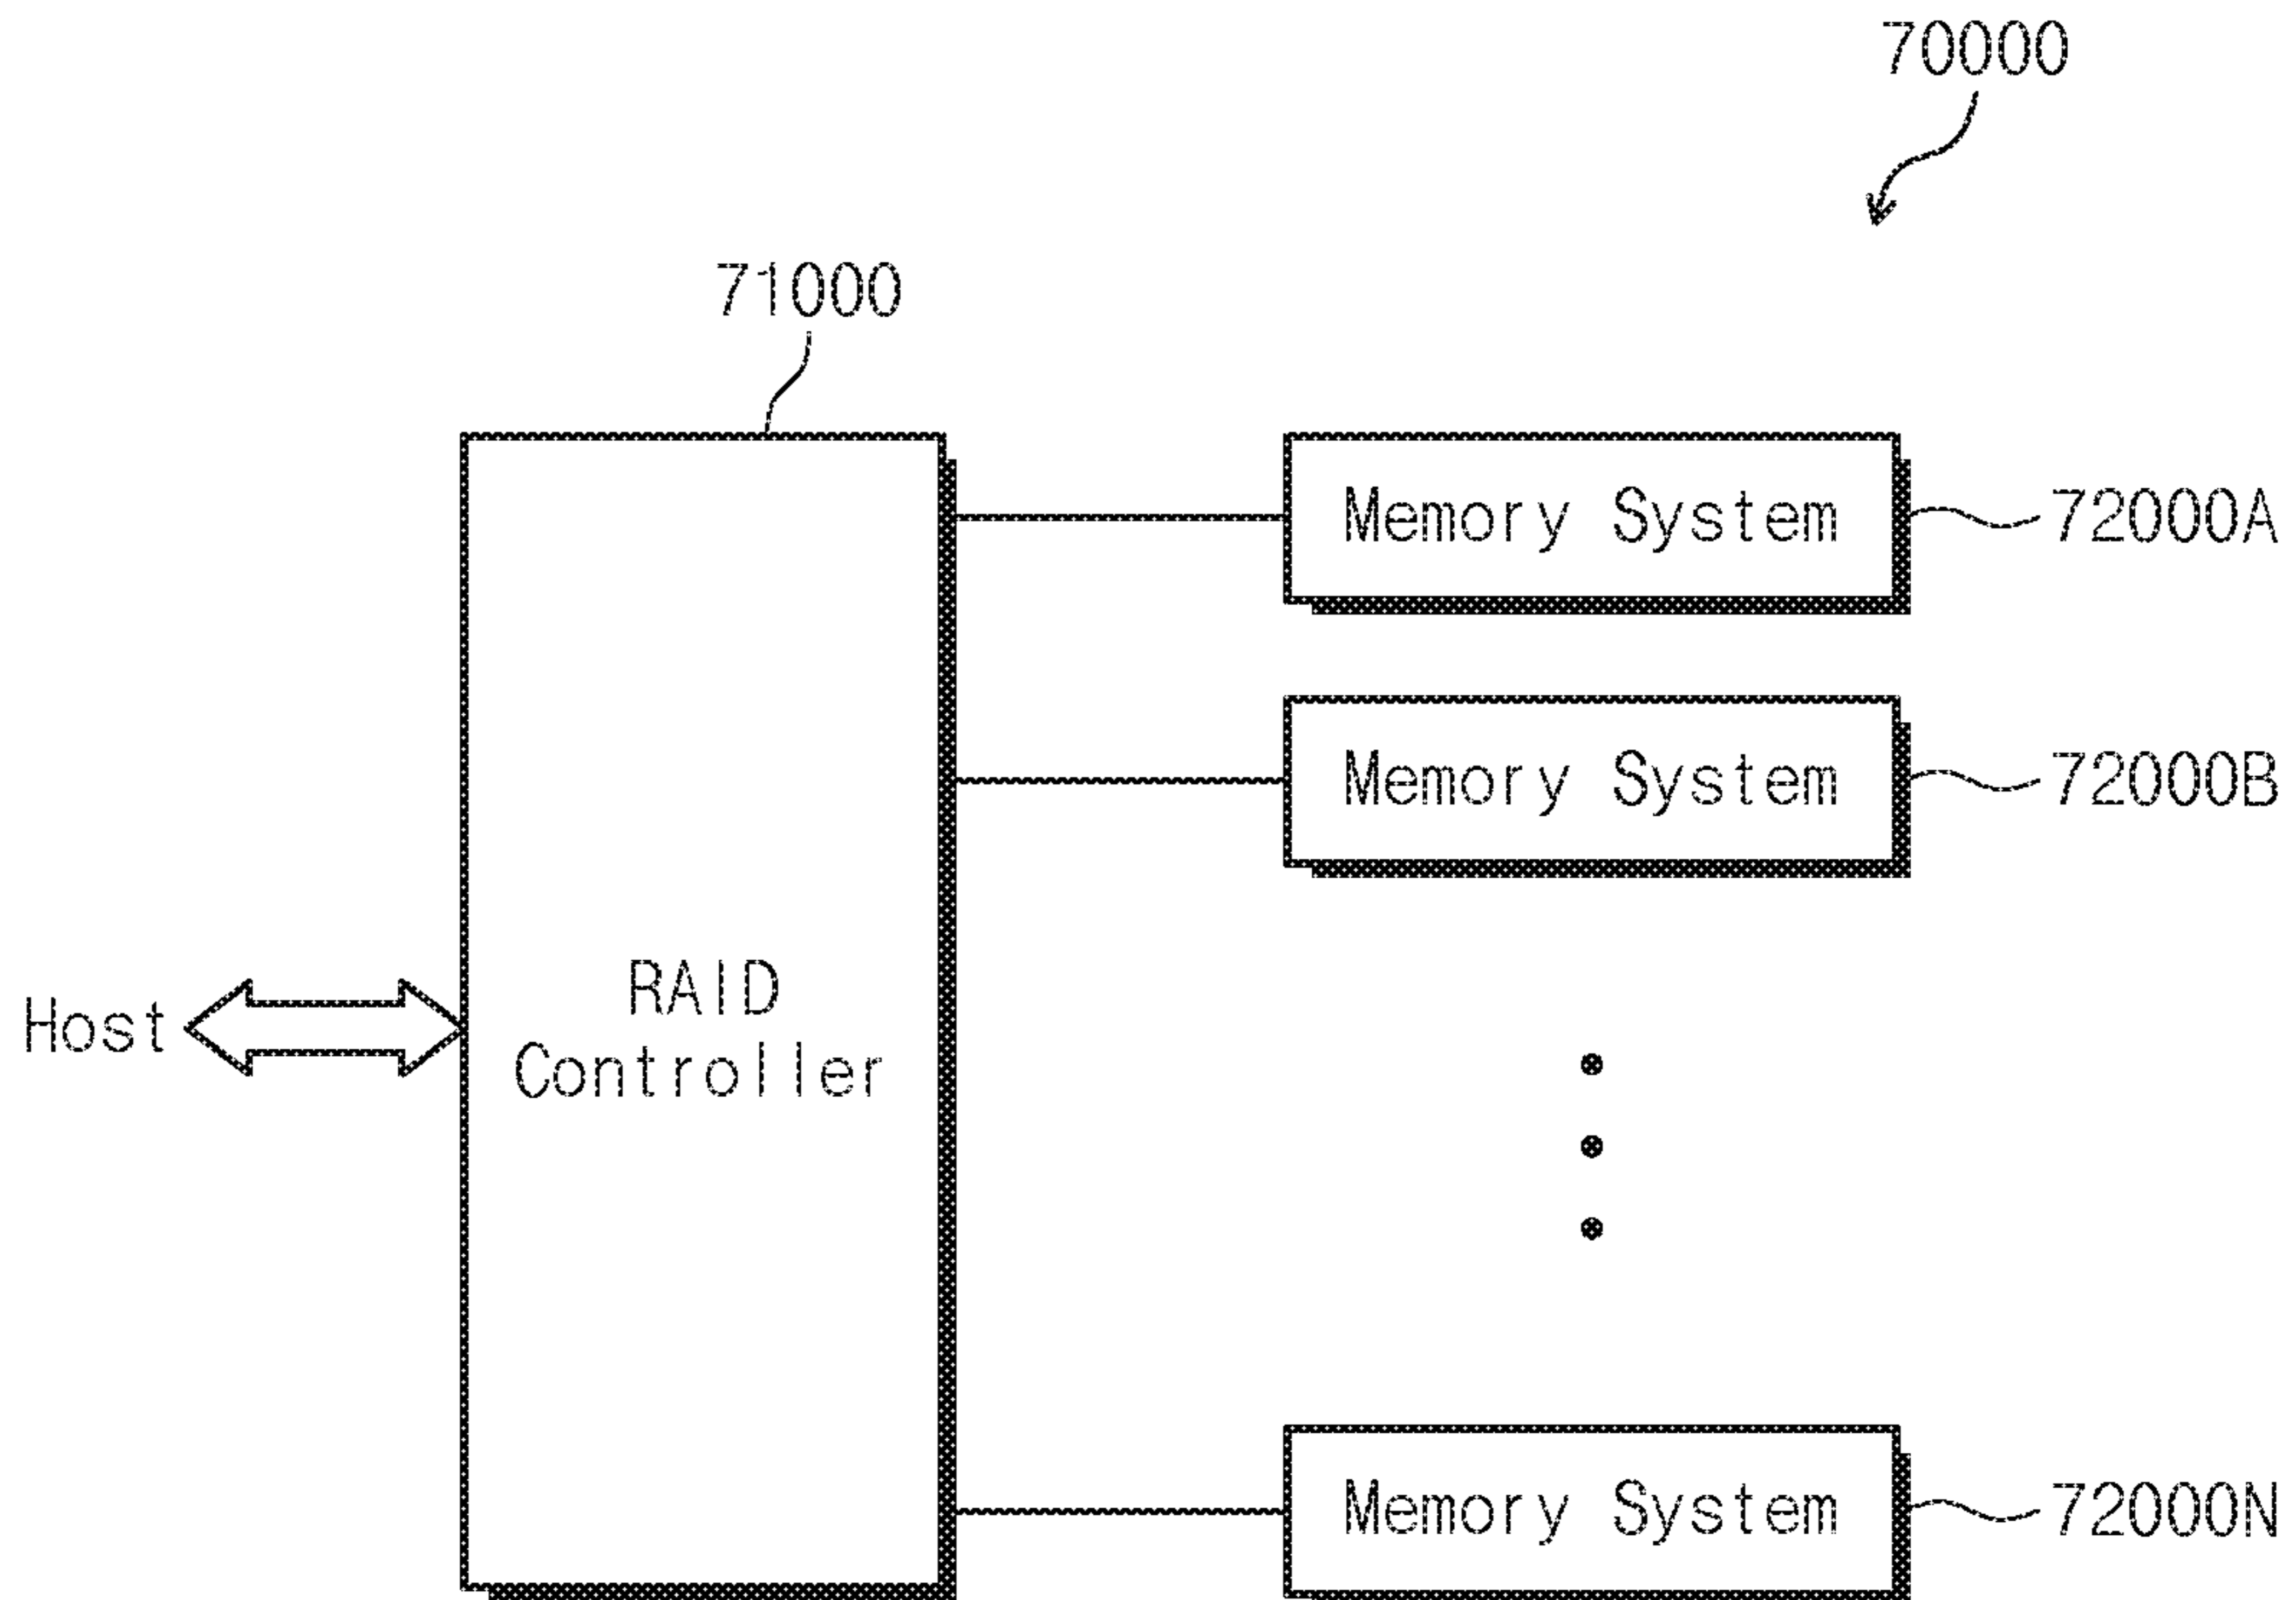 70000
71000
Memory System
72000A
Memory System
72000B
Host
RAID
Controller
Memory System
72000N